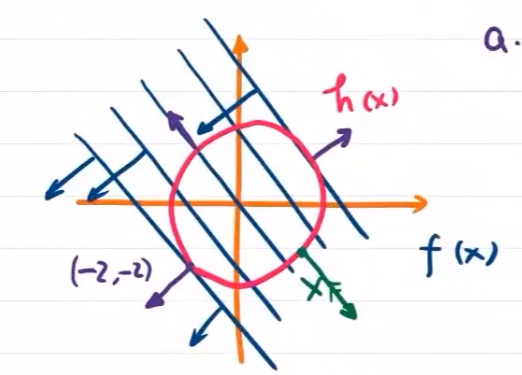 a.
h(x)
f(x)
(-2,-2)
x